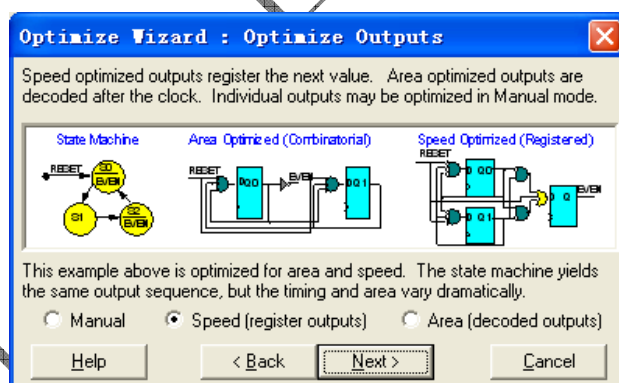 Optimize Wizard : Optimize Outputs
Speed optimized outputs register the next value. Area optimized outputs are
decoded after the clock. Individual outputs may be optimized in Manual mode.
State Machine
Area Optimized (Combinatorial)
Speed Optimized (Registered)
RESET
S0
EVEN
S1
S2
EVEN
RESET
D Q0
EVEN
D Q1
RESET
D Q0
D Q1
D Q
EVEN
This example above is optimized for area and speed. The state machine yields
the same output sequence, but the timing and area vary dramatically.
Manual
Speed (register outputs)
Area (decoded outputs)
Help
< Back
Next >
Cancel